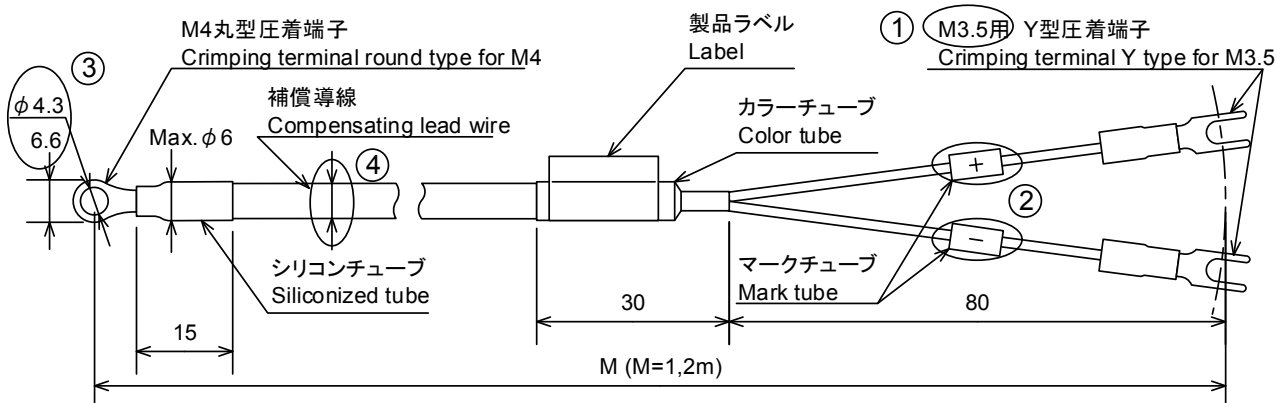 M4丸型圧着端子
Crimping terminal round type for M4
③
φ4.3
6.6
Max.φ6
補償導線
Compensating lead wire
④
製品ラベル
Label
カラーチューブ
Color tube
① M3.5用 Y型圧着端子
Crimping terminal Y type for M3.5
+
②
−
シリコンチューブ
Siliconized tube
マークチューブ
Mark tube
15
30
80
M (M=1,2m)